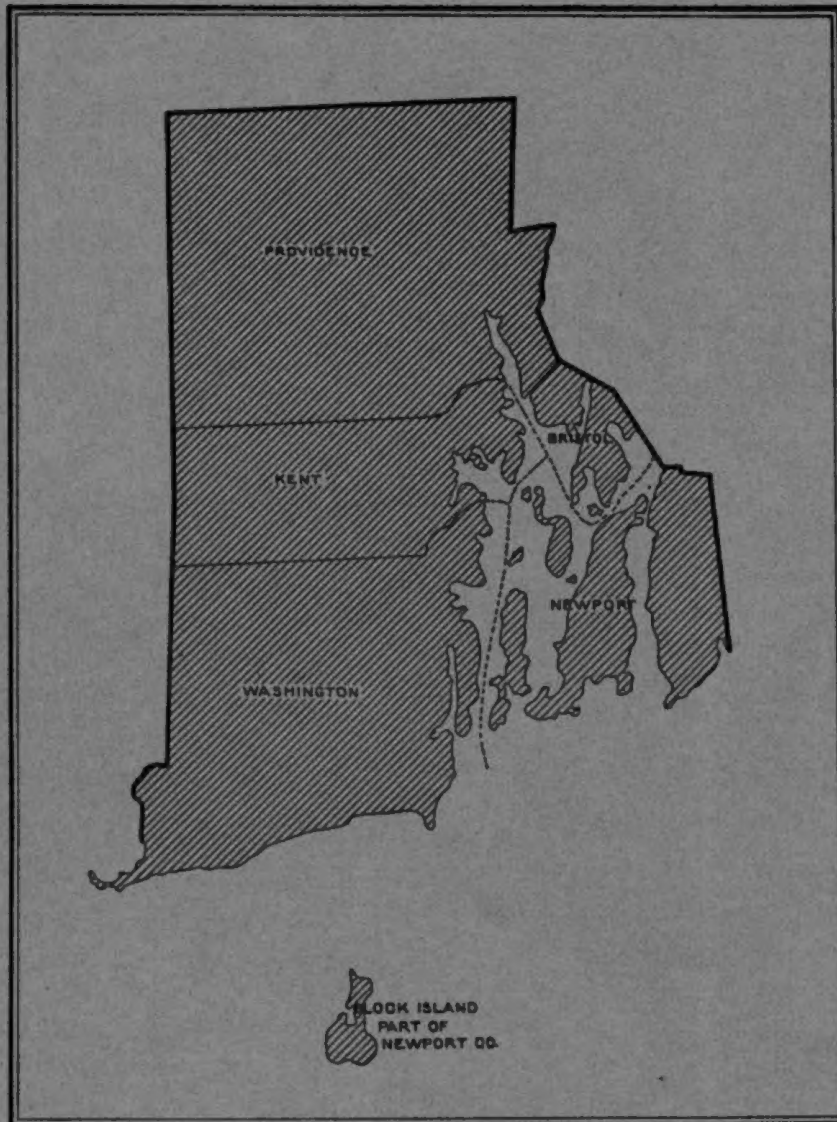 PROVIDENCE
BRISTOL
KENT
NEWPORT
WASHINGTON
BLOCK ISLAND
PART OF
NEWPORT CO.